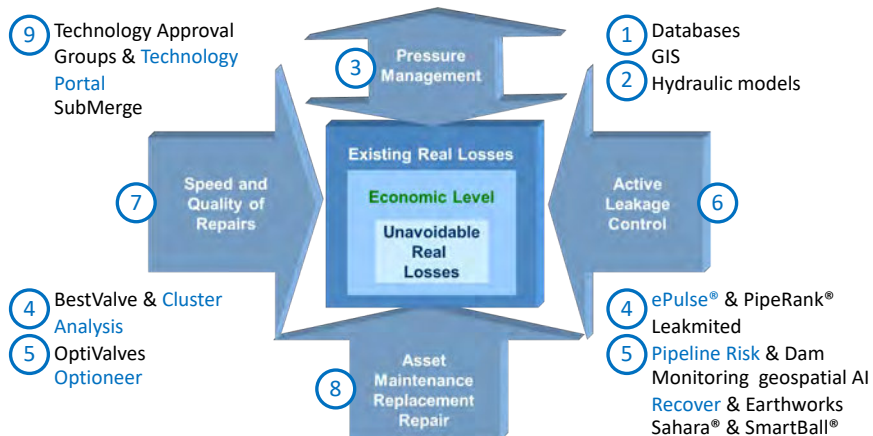 9
Technology Approval
Groups & Technology
Portal
SubMerge
3
Pressure
Management
1
Databases
GIS
2
Hydraulic models
7
Speed and
Quality of
Repairs
Existing Real Losses
Economic Level
Unavoidable
Real
Losses
Active
Leakage
Control
6
4
BestValve & Cluster
Analysis
5
OptiValves
Optioneer
8
Asset
Maintenance
Replacement
Repair
4
ePulse® & PipeRank®
Leakmited
5
Pipeline Risk & Dam
Monitoring geospatial AI
Recover & Earthworks
Sahara® & SmartBall®